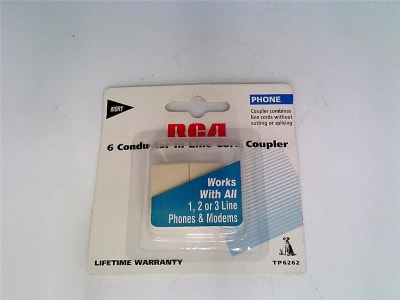 IVORY
PHONE
Coupler combines
line cords without
cutting or splicing
RCA
6 Conductor In-Line Cord Coupler
Works
With All
1, 2 or 3 Line
Phones & Modems
LIFETIME WARRANTY
TP6262